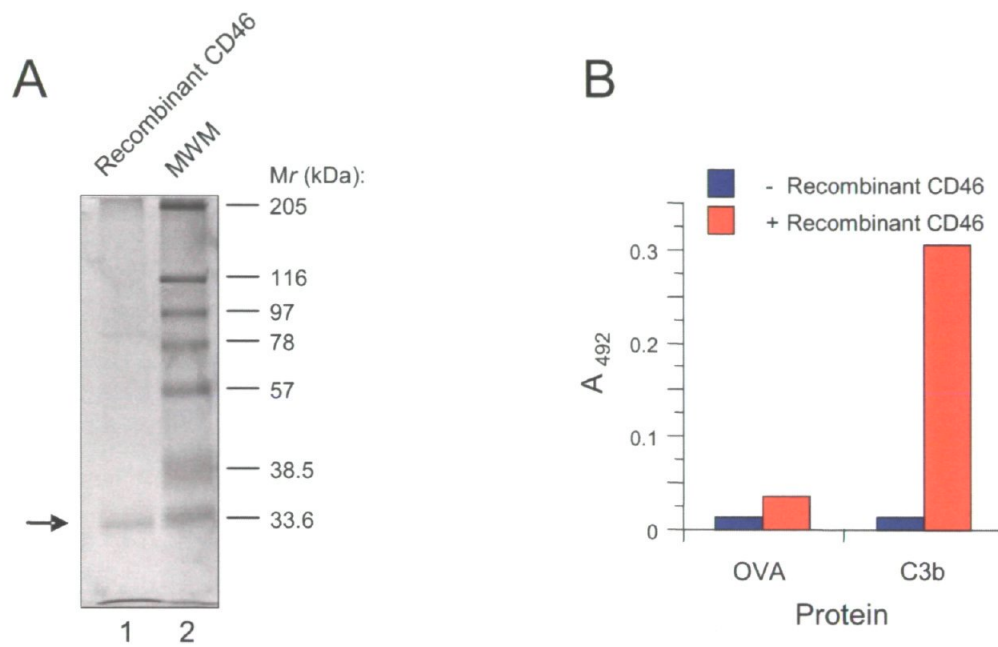 A
Recombinant CD46
MWM
Mr (kDa):
205
116
97
78
57
38.5
33.6
1 2
B
- Recombinant CD46
+ Recombinant CD46
0.3
0.2
0.1
0
A492
OVA C3b
Protein